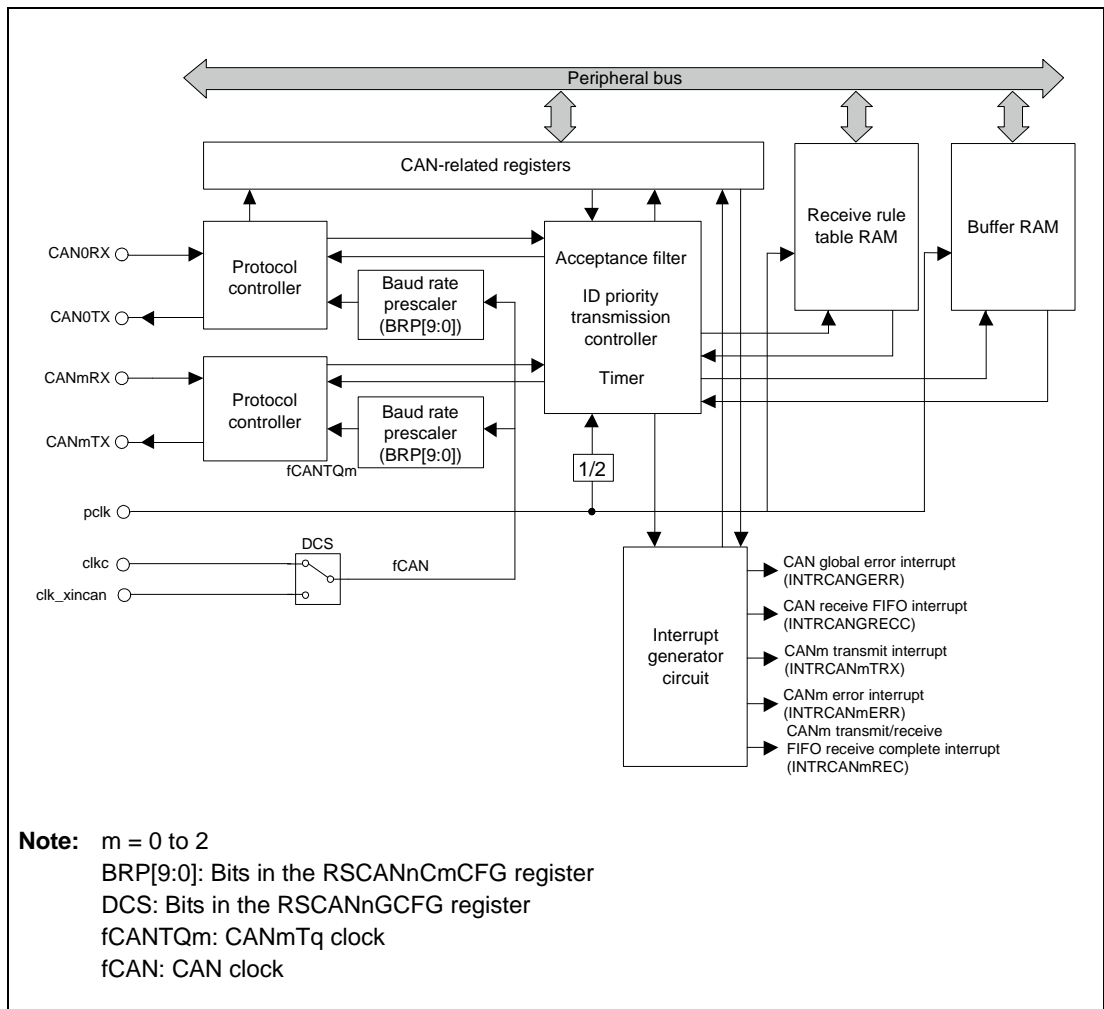 Peripheral bus
CAN-related registers
Receive rule
table RAM
Buffer RAM
CAN0RX
CAN0TX
Protocol
controller
Baud rate
prescaler
(BRP[9:0])
Acceptance filter
ID priority
transmission
controller
Timer
CANmRX
CANmTX
Protocol
controller
Baud rate
prescaler
(BRP[9:0])
fCANTQm
1/2
pclk
DCS
clkc
clk_xincan
fCAN
Interrupt
generator
circuit
CAN global error interrupt
(INTRCANGERR)
CAN receive FIFO interrupt
(INTRCANGRECC)
CANm transmit interrupt
(INTRCANmTRX)
CANm error interrupt
(INTRCANmERR)
CANm transmit/receive
FIFO receive complete interrupt
(INTRCANmREC)
Note: m = 0 to 2
BRP[9:0]: Bits in the RSCANnCmCFG register
DCS: Bits in the RSCANnGCFG register
fCANTQm: CANmTq clock
fCAN: CAN clock